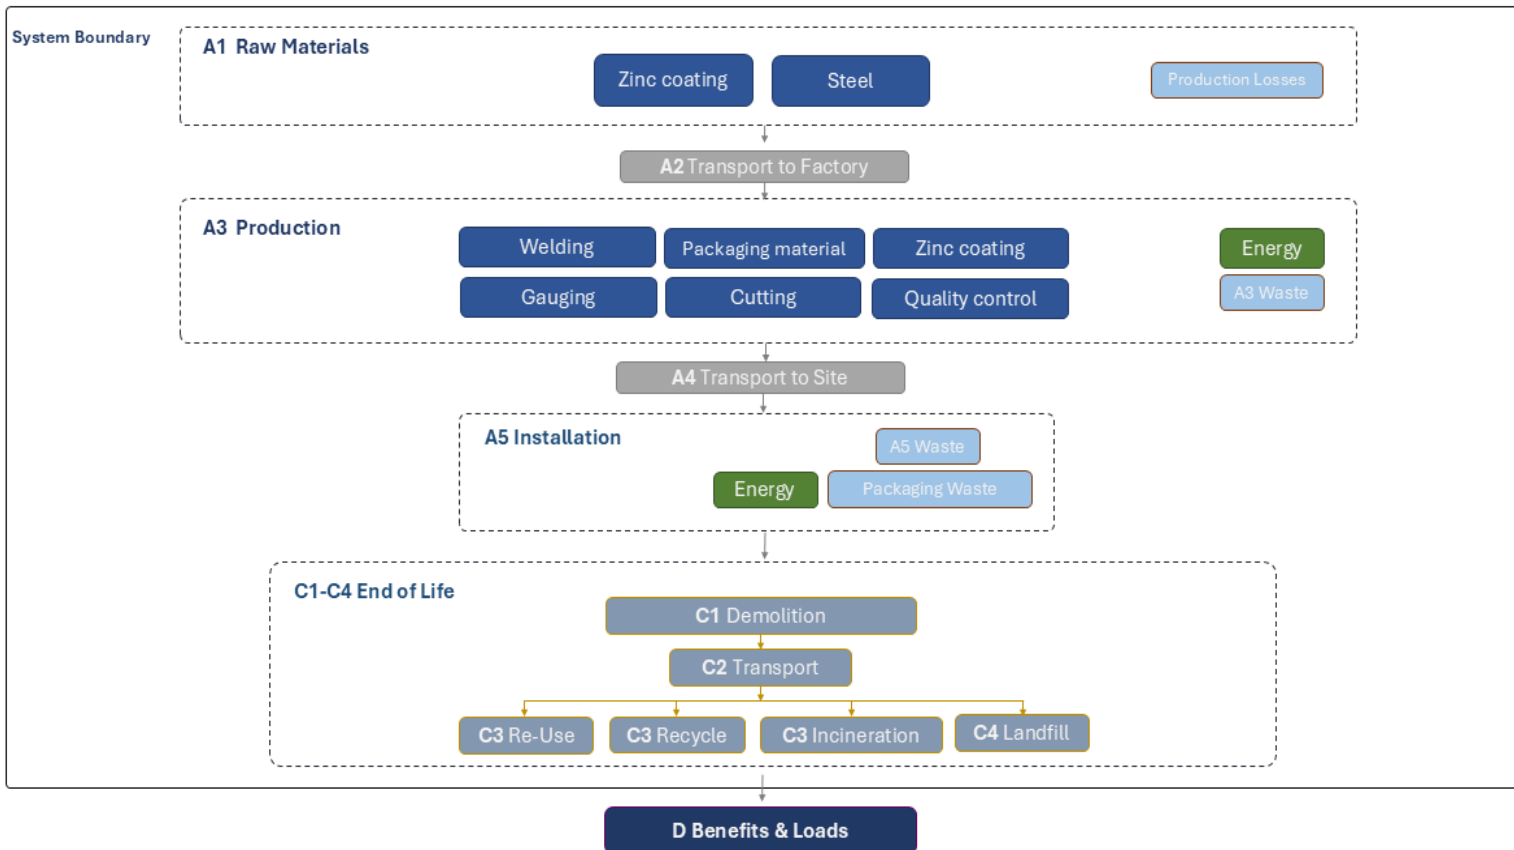 System Boundary
A1 Raw Materials
Zinc coating
Steel
Production Losses
A2 Transport to Factory
A3 Production
Welding
Packaging material
Zinc coating
Energy
Gauging
Cutting
Quality control
A3 Waste
A4 Transport to Site
A5 Installation
A5 Waste
Energy
Packaging Waste
C1-C4 End of Life
C1 Demolition
C2 Transport
C3 Re-Use
C3 Recycle
C3 Incineration
C4 Landfill
D Benefits & Loads